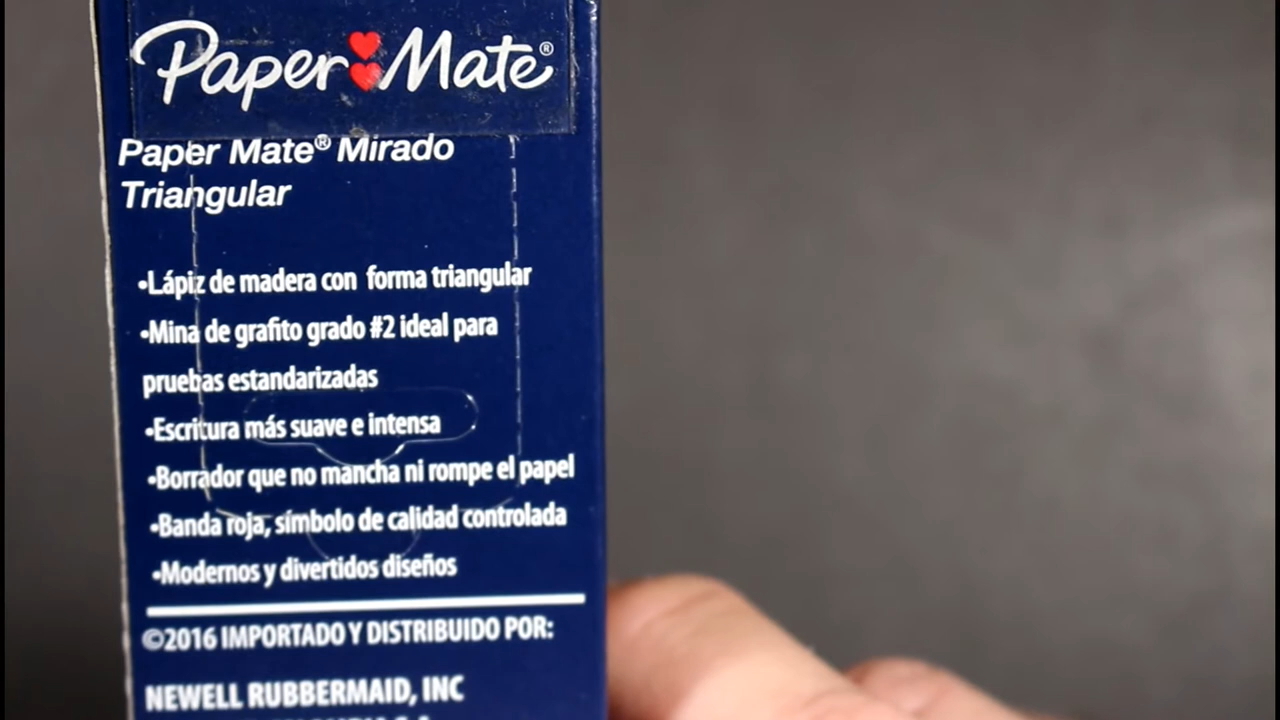 Paper Mate®
Paper Mate® Mirado
Triangular
•Lápiz de madera con forma triangular
•Mina de grafito grado #2 ideal para
pruebas estandarizadas
•Escritura más suave e intensa
•Borrador que no mancha ni rompe el papel
•Banda roja, símbolo de calidad controlada
•Modernos y divertidos diseños
©2016 IMPORTADO Y DISTRIBUIDO POR:
NEWELL RUBBERMAID, INC